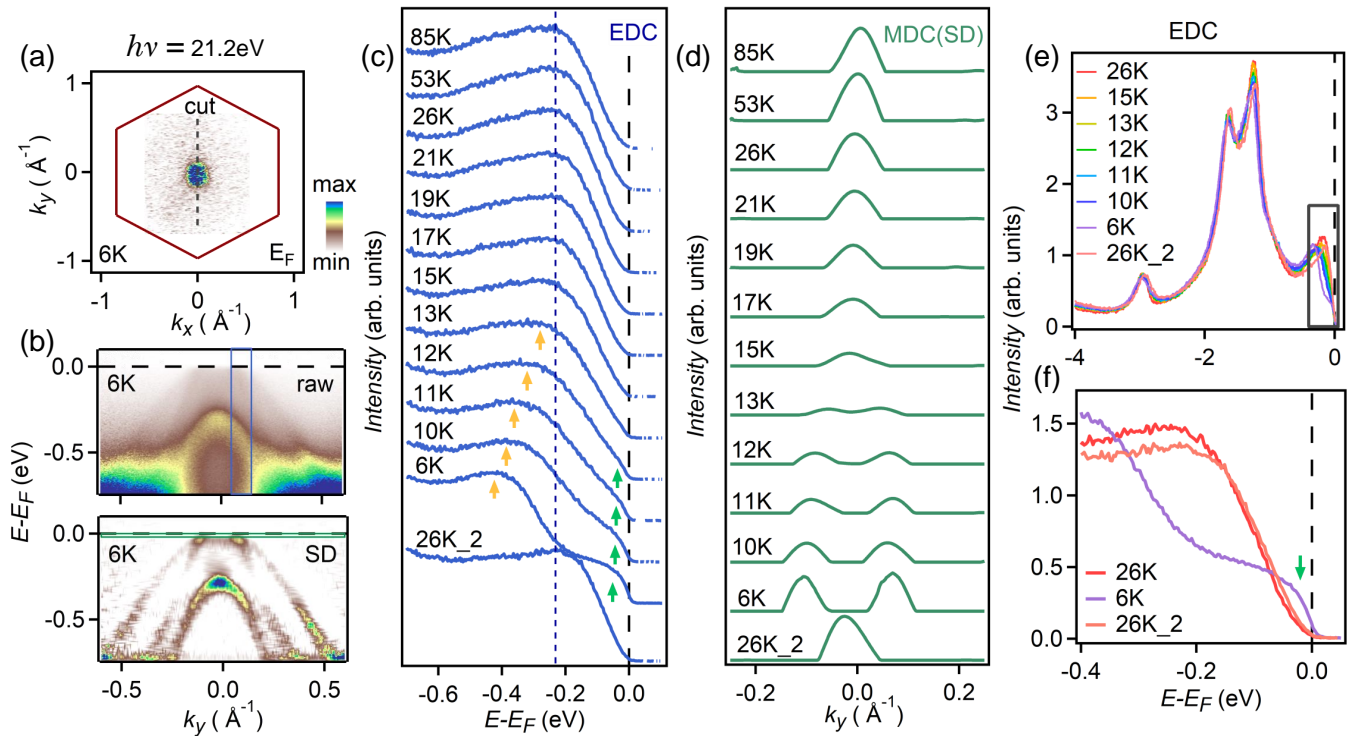 hν = 21.2eV
(a)
cut
6K
E_F
max
min
1
0
-1
k_y ( Å⁻¹)
-1
0
1
k_x ( Å⁻¹)
(b)
6K
raw
0.0
-0.5
6K
SD
0.0
-0.5
E-E_F (eV)
-0.5
0.0
0.5
k_y ( Å⁻¹)
(c)
EDC
85K
53K
26K
21K
19K
17K
15K
13K
12K
11K
10K
6K
26K_2
Intensity (arb. units)
-0.6
-0.4
-0.2
0.0
E-E_F (eV)
(d)
MDC(SD)
85K
53K
26K
21K
19K
17K
15K
13K
12K
11K
10K
6K
26K_2
Intensity (arb. units)
-0.2
0.0
0.2
k_y ( Å⁻¹)
(e)
EDC
26K
15K
13K
12K
11K
10K
6K
26K_2
3
2
1
0
Intensity (arb. units)
-4
-2
0
(f)
1.5
1.0
0.5
0.0
26K
6K
26K_2
-0.4
-0.2
0.0
E-E_F (eV)